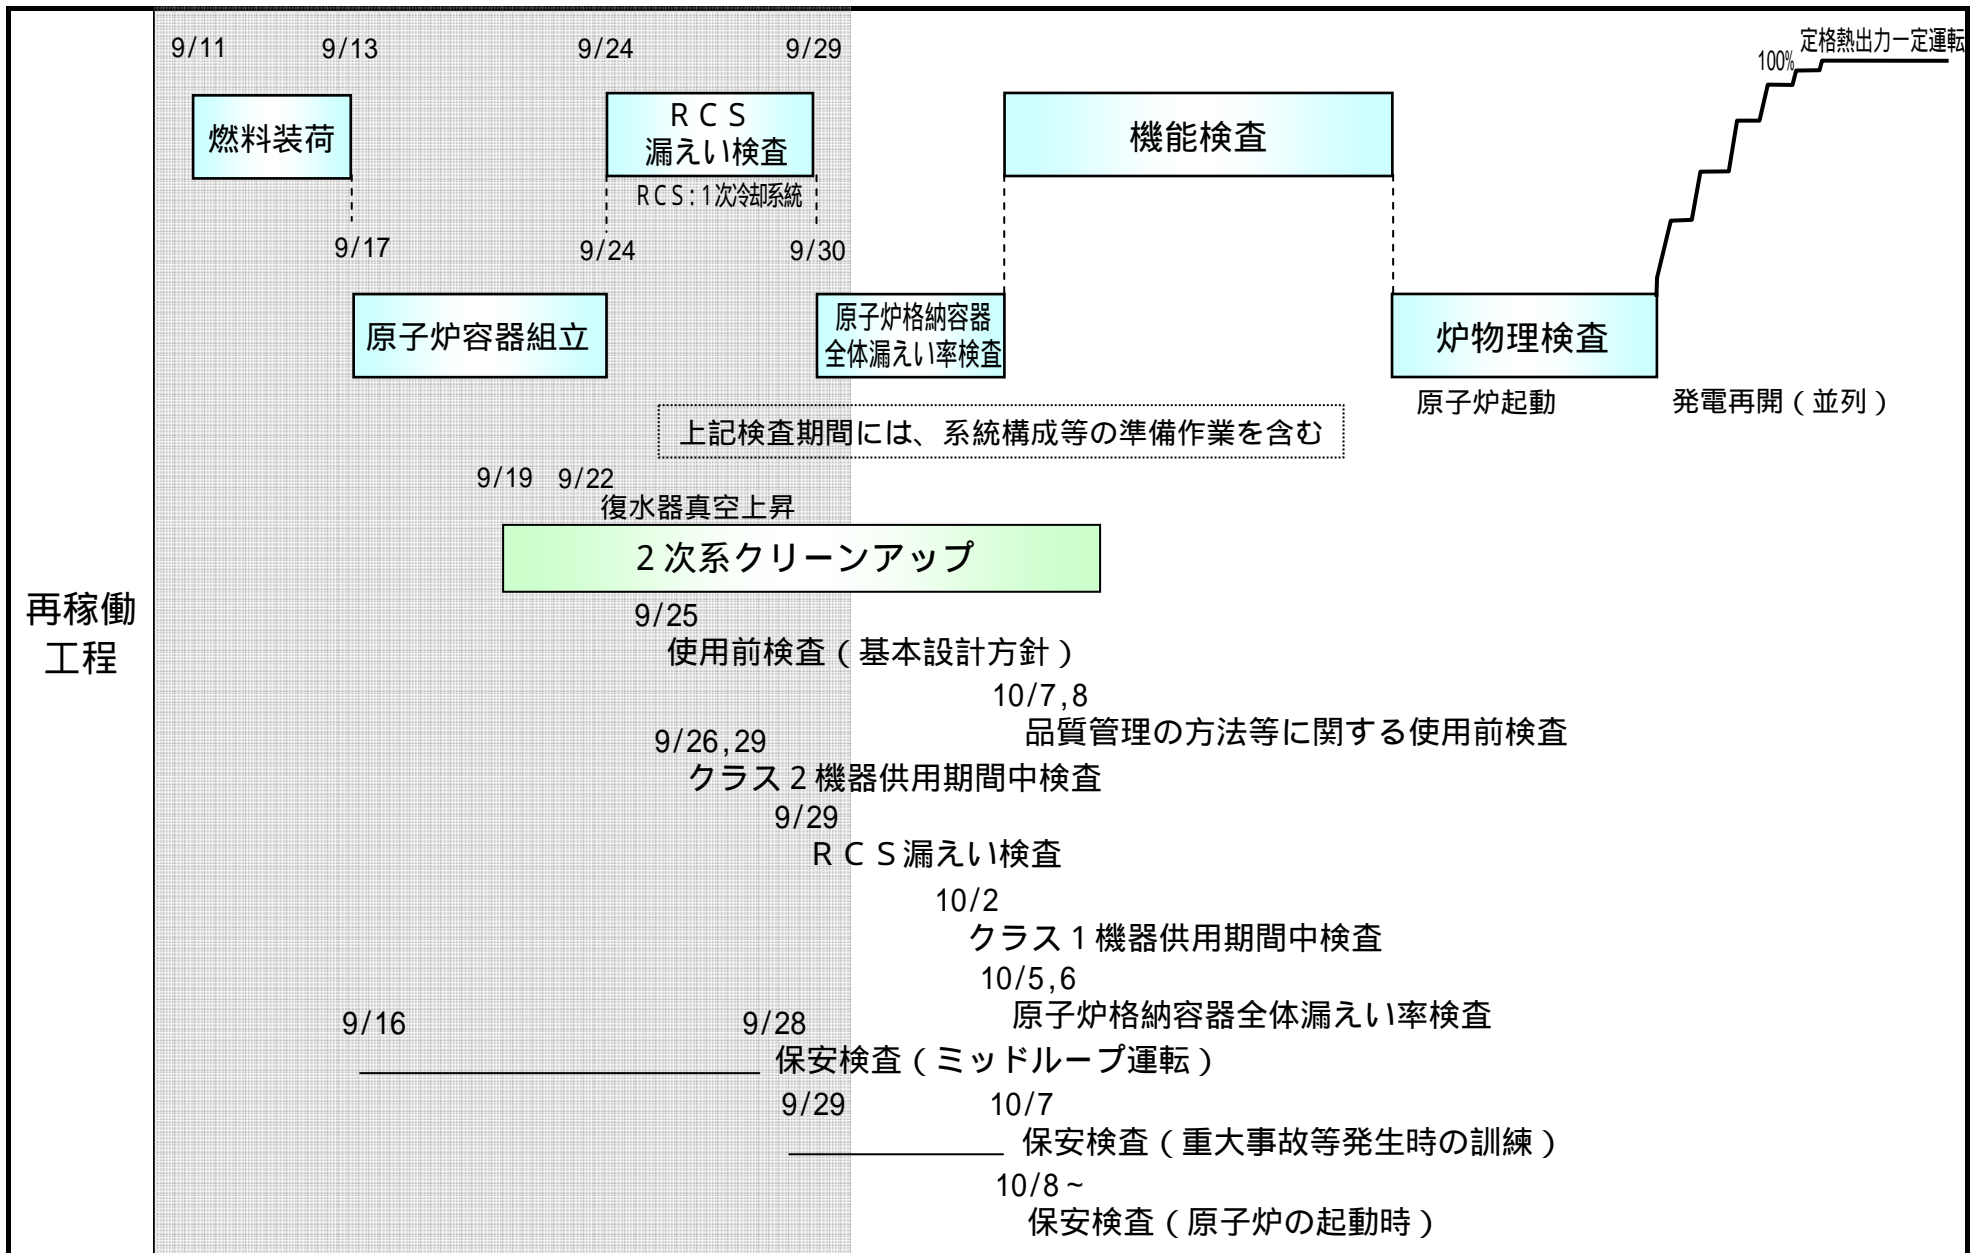 9/11
9/13
9/24
9/29
定格熱出力一定運転
100%
燃料装荷
RCS
漏えい検査
機能検査
RCS:1次冷却系統
9/17
9/24
9/30
原子炉容器組立
原子炉格納容器
全体漏えい率検査
炉物理検査
原子炉起動
発電再開(並列)
上記検査期間には、系統構成等の準備作業を含む
9/19
9/22
復水器真空上昇
2次系クリーンアップ
再稼働
工程
9/25
使用前検査(基本設計方針)
10/7,8
品質管理の方法等に関する使用前検査
9/26,29
クラス2機器供用期間中検査
9/29
RCS漏えい検査
10/2
クラス1機器供用期間中検査
10/5,6
原子炉格納容器全体漏えい率検査
9/16
9/28
保安検査(ミッドループ運転)
9/29
10/7
保安検査(重大事故等発生時の訓練)
10/8~
保安検査(原子炉の起動時)